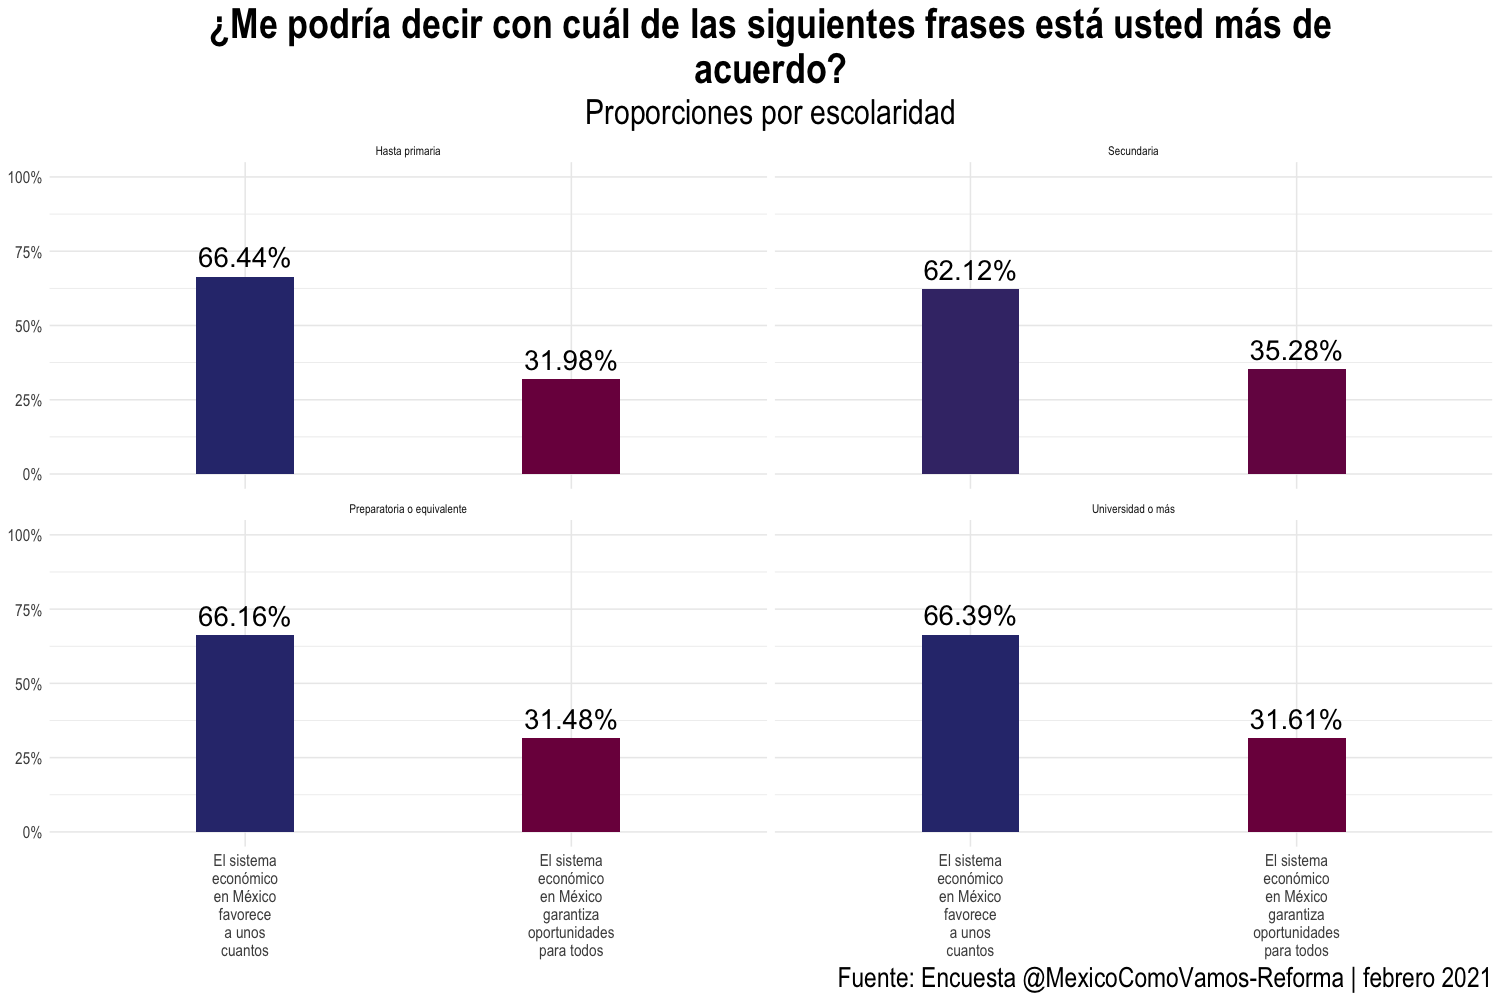 ¿Me podría decir con cuál de las siguientes frases está usted más de
acuerdo?
Proporciones por escolaridad
Hasta primaria
100%
75%
50%
25%
0%
66.44%
31.98%
Secundaria
62.12%
35.28%
Preparatoria o equivalente
100%
75%
50%
25%
0%
66.16%
31.48%
Universidad o más
66.39%
31.61%
El sistema
económico
en México
favorece
a unos
cuantos
El sistema
económico
en México
garantiza
oportunidades
para todos
El sistema
económico
en México
favorece
a unos
cuantos
El sistema
económico
en México
garantiza
oportunidades
para todos
Fuente: Encuesta @MexicoComoVamos-Reforma | febrero 2021